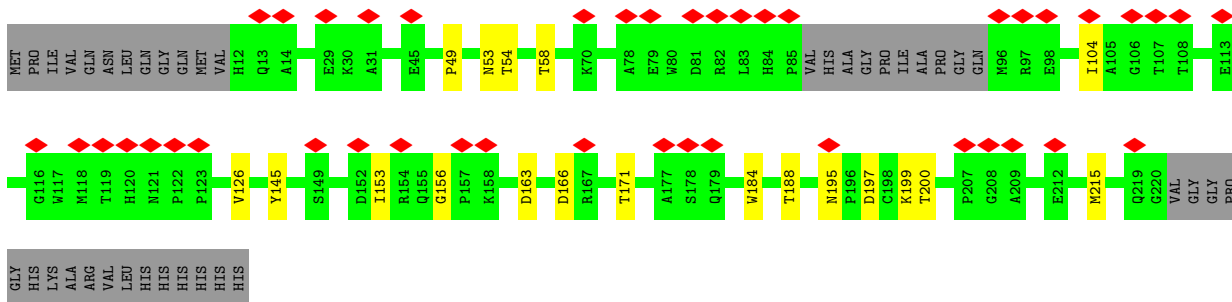 MET PRO ILE VAL GLN ASN LEU GLN GLY GLN MET VAL H12 Q13 A14 E29 K30 A31 E45 P49 N53 T54 T58 K70 A78 E79 W80 D81 R82 L83 H84 P85 VAL HIS ALA GLY PRO ILE ALA PRO GLY GLN M96 R97 E98 I104 A105 G106 T107 T108 E113
G116 W117 M118 T119 H120 N121 P122 P123 V126 Y145 S149 D152 I153 R154 Q155 G156 P157 K158 D163 D166 R167 T171 A177 S178 Q179 W184 T188 N195 P196 D197 C198 K199 T200 P207 G208 A209 E212 M215 Q219 G220 VAL GLY GLY PRO
GLY HIS LYS ALA ARG VAL LEU HIS HIS HIS HIS HIS HIS